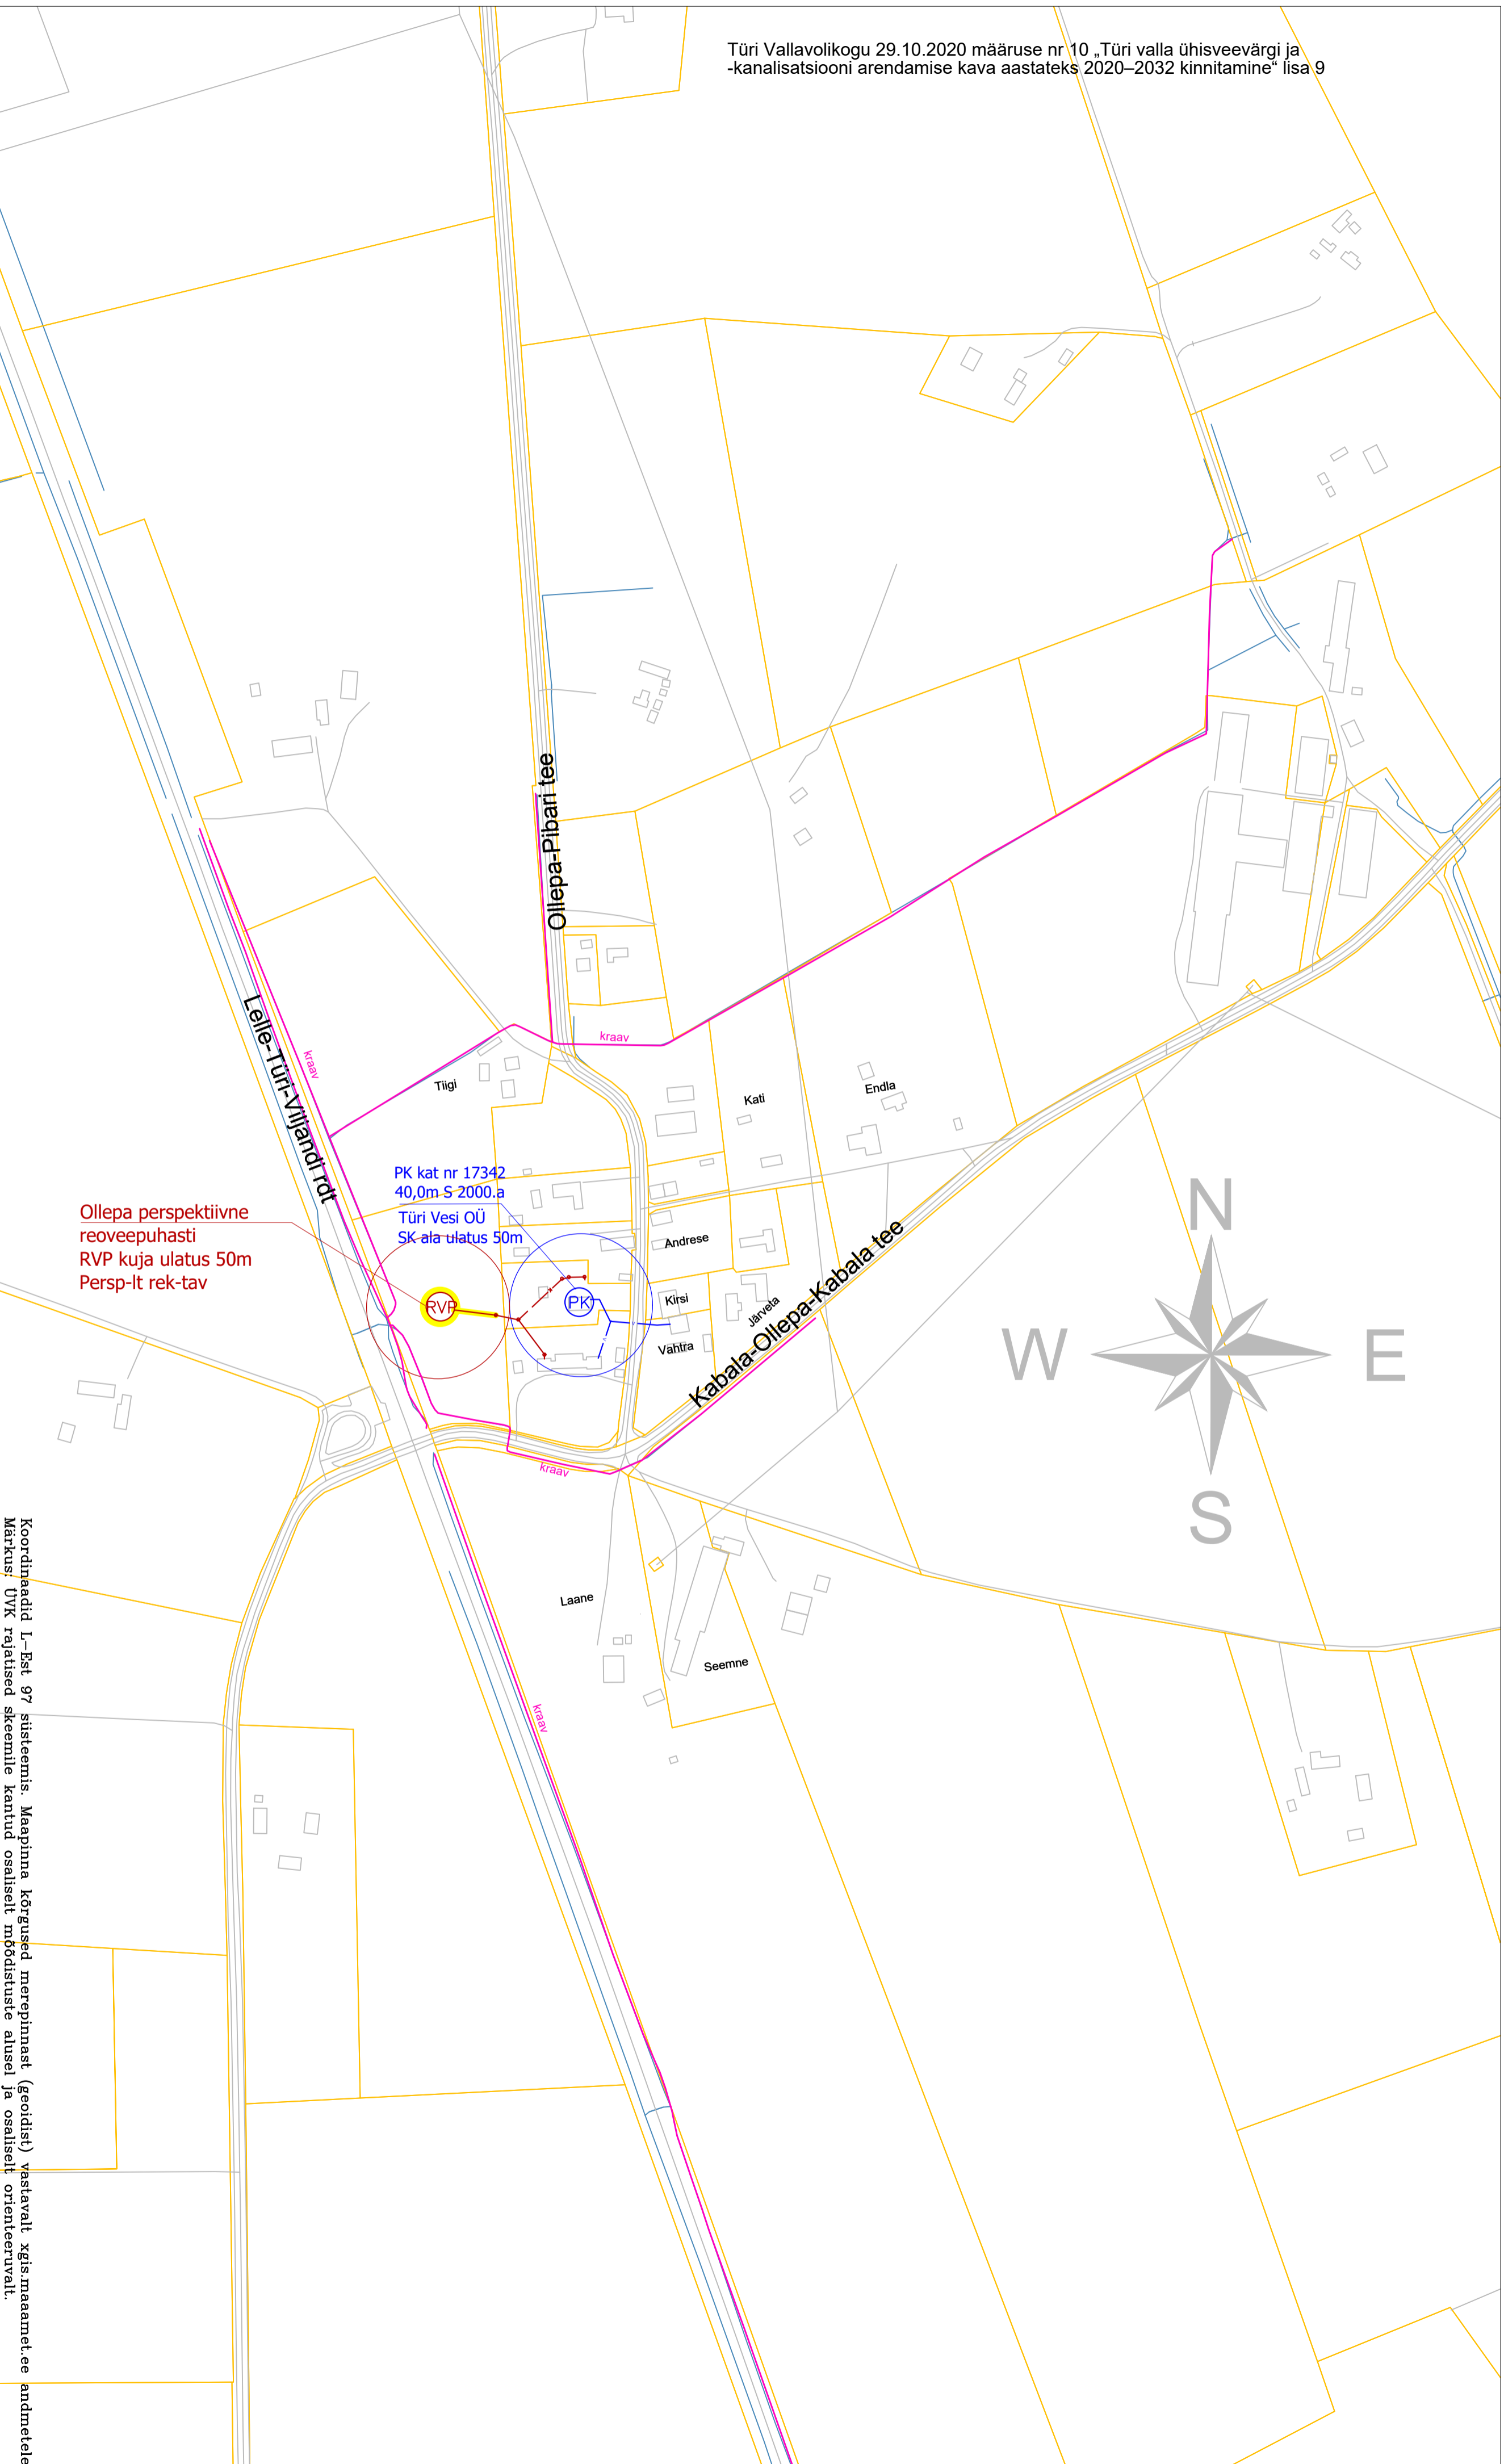 Türi Vallavolikogu 29.10.2020 määruse nr 10 „Türi valla ühisveevärgi ja
-kanalisatsiooni arendamise kava aastateks 2020–2032 kinnitamine“ lisa 9
Ollepa-Pibari tee
Lelle-Türi-Viljandi rdt
kraav
kraav
Tiigi
Kati
Endla
PK kat nr 17342
40,0m S 2000.a
Türi Vesi OÜ
SK ala ulatus 50m
Ollepa perspektiivne
reoveepuhasti
RVP kuja ulatus 50m
Persp-lt rek-tav
RVP
PK
Andrese
Kirsi
Vahtra
Järveta
Kabala-Ollepa-Kabala tee
N
W
E
S
kraav
Laane
Seemne
kraav
Koordinaadid L-Est 97 süsteemis. Maapinna kõrgused merepinnast (geoidist) vastavalt xgis.maaamet.ee andmetele
Märkus: ÜVK rajatised skeemile kantud osaliselt mõõdistuste alusel ja osaliselt orienteeruvalt.